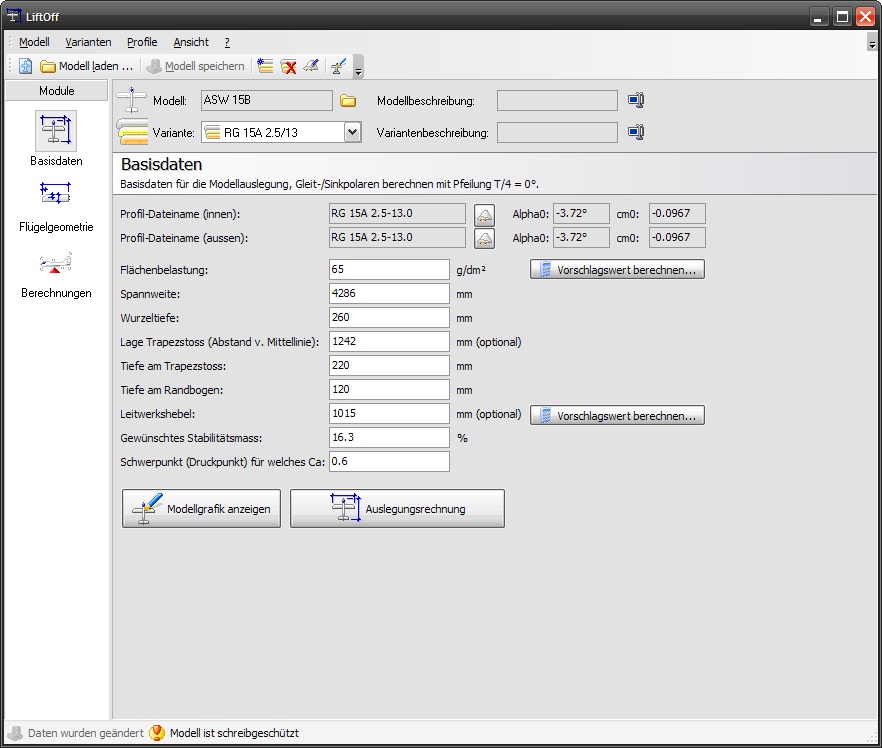 LiftOff
Modell Varianten Profile Ansicht ?
Modell laden ... Modell speichern
Module
Basisdaten
Flügelgeometrie
Berechnungen
Modell: ASW 15B Modellbeschreibung:
Variante: RG 15A 2.5/13 Variantenbeschreibung:
Basisdaten
Basisdaten für die Modellauslegung, Gleit-/Sinkpolaren berechnen mit Pfeilung T/4 = 0°.
Profil-Dateiname (innen): RG 15A 2.5-13.0 Alpha0: -3.72° cm0: -0.0967
Profil-Dateiname (aussen): RG 15A 2.5-13.0 Alpha0: -3.72° cm0: -0.0967
Flächenbelastung: 65 g/dm² Vorschlagswert berechnen...
Spannweite: 4286 mm
Wurzeltiefe: 260 mm
Lage Trapezstoss (Abstand v. Mittellinie): 1242 mm (optional)
Tiefe am Trapezstoss: 220 mm
Tiefe am Randbogen: 120 mm
Leitwerkshebel: 1015 mm (optional) Vorschlagswert berechnen...
Gewünschtes Stabilitätsmass: 16.3 %
Schwerpunkt (Druckpunkt) für welches Ca: 0.6
Modellgrafik anzeigen Auslegungsrechnung
Daten wurden geändert Modell ist schreibgeschützt